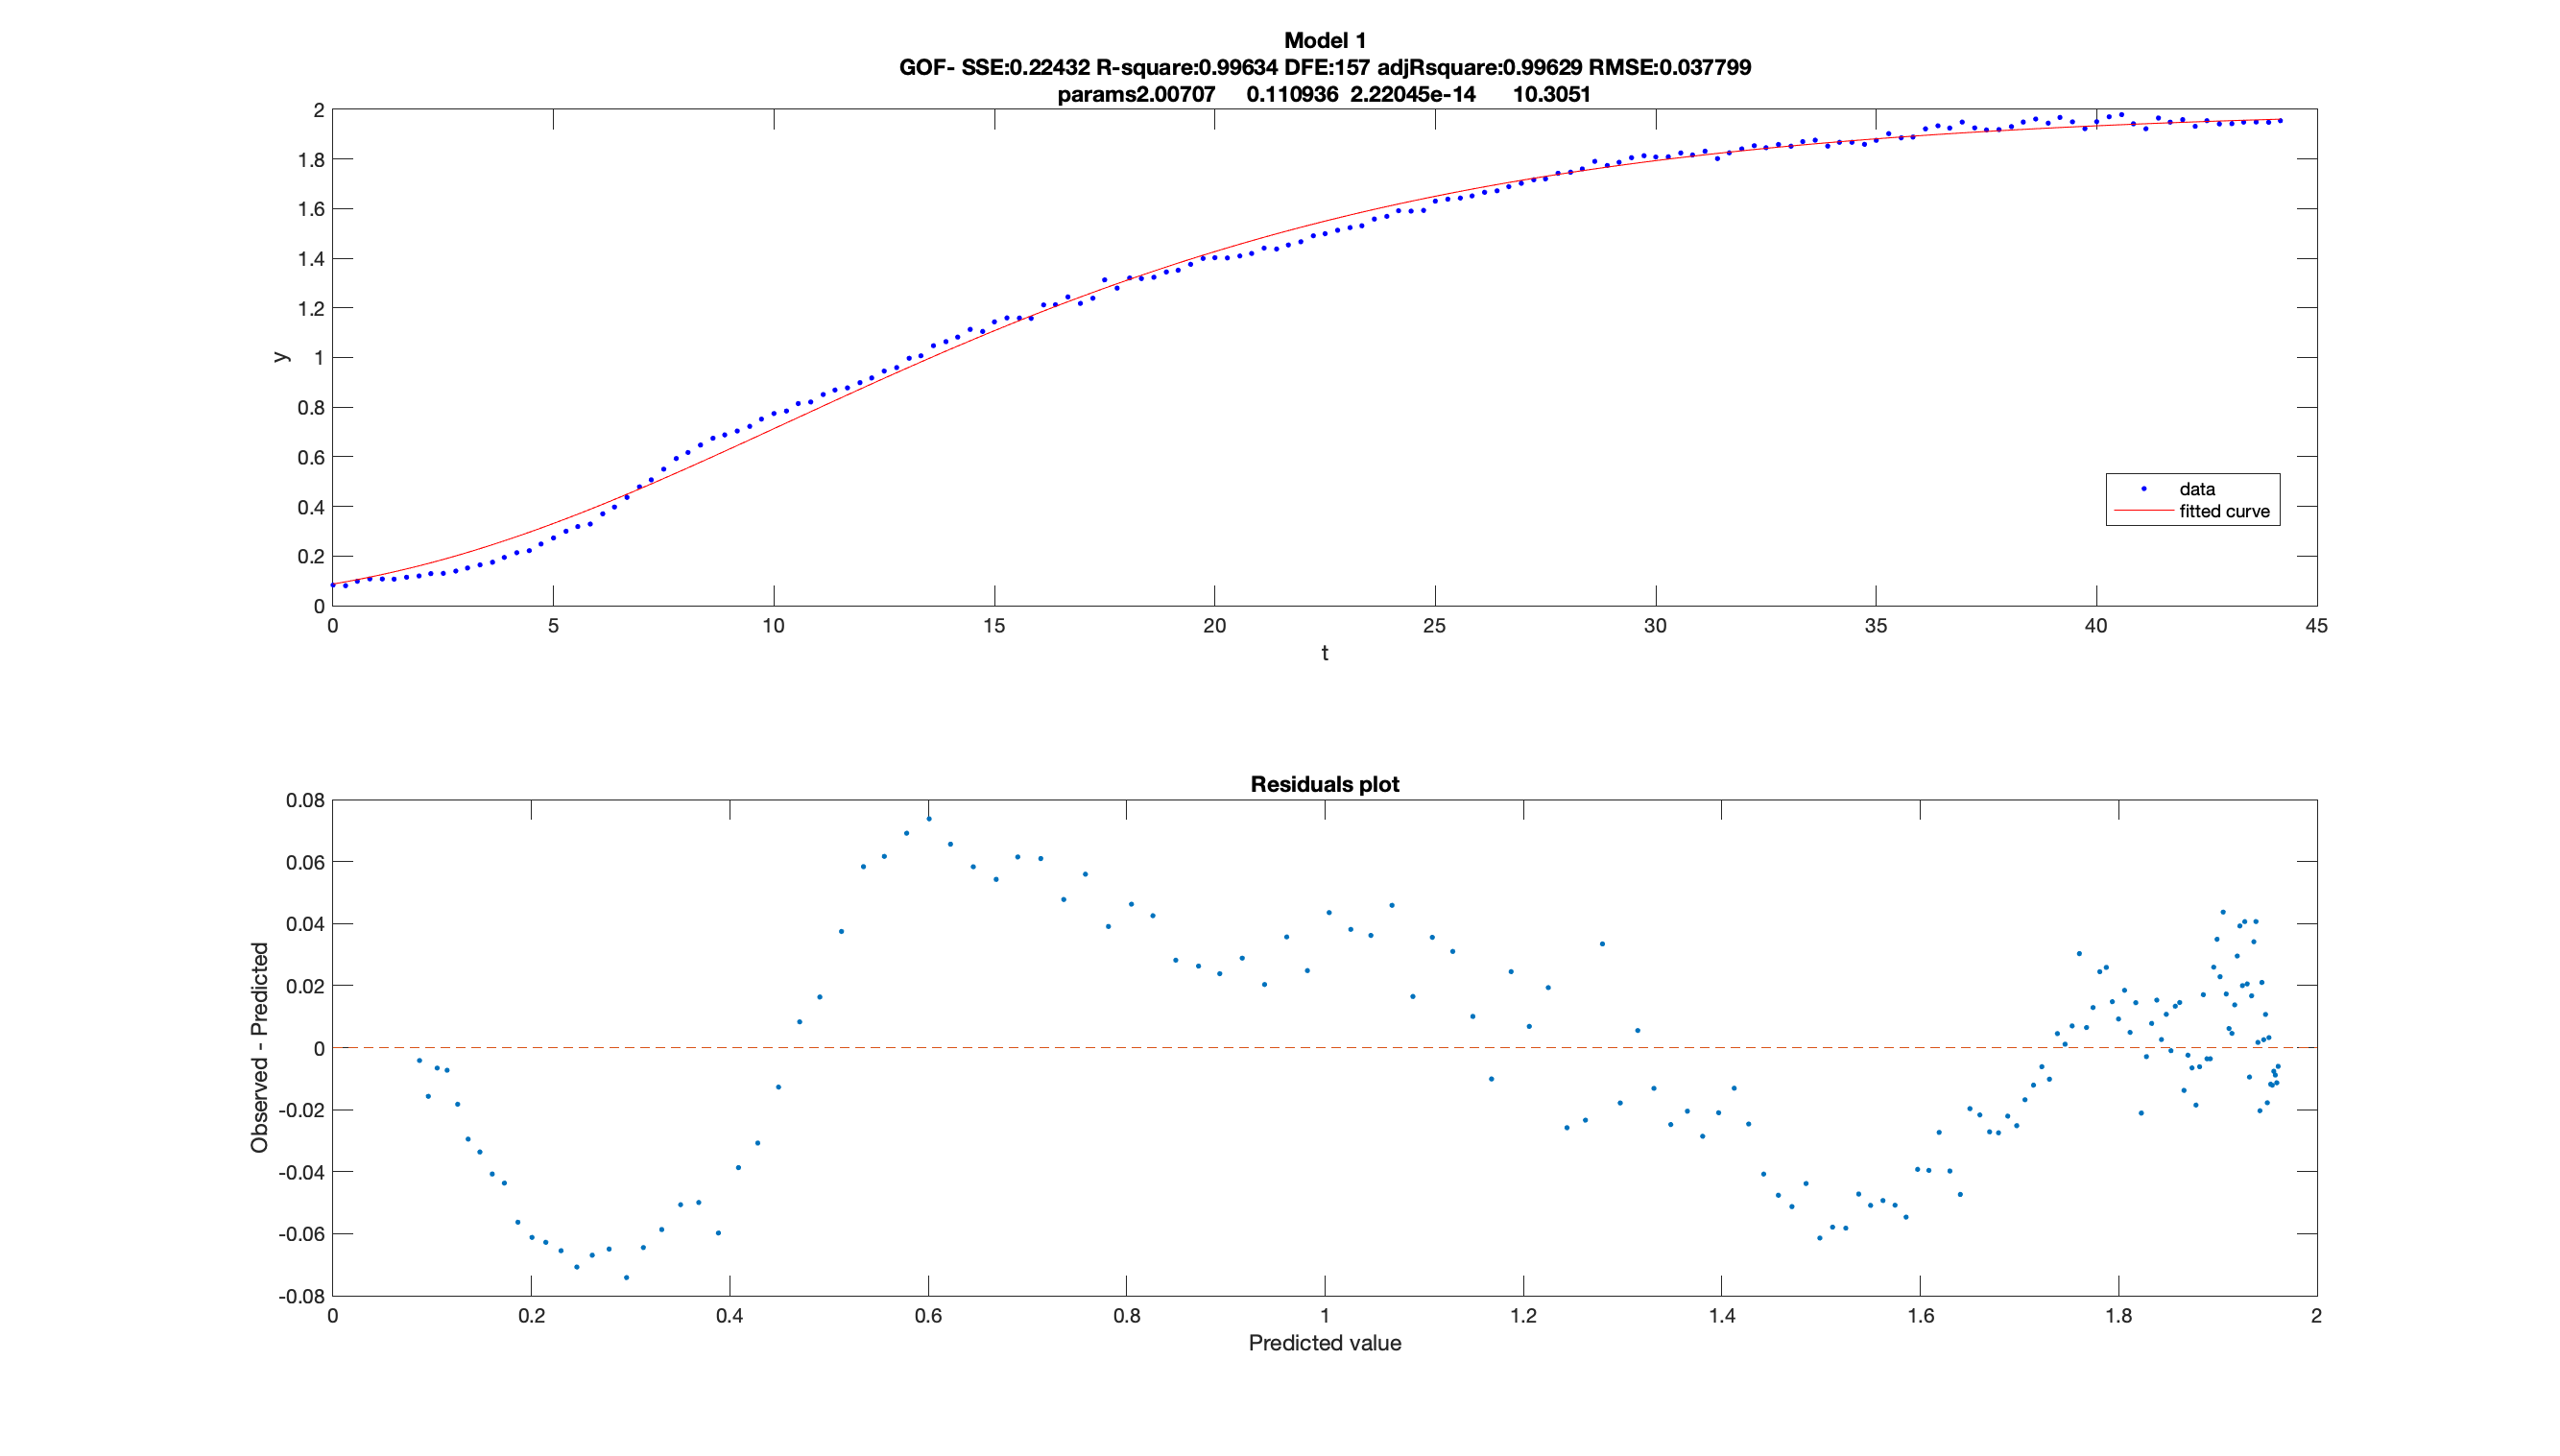 Model 1
GOF- SSE:0.22432 R-square:0.99634 DFE:157 adjRsquare:0.99629 RMSE:0.037799
params2.00707 0.110936 2.22045e-14 10.3051
2
1.8
1.6
1.4
1.2
1
0.8
0.6
0.4
0.2
0
y
0 5 10 15 20 25 30 35 40 45
t
data
fitted curve
Residuals plot
0.08
0.06
0.04
0.02
0
-0.02
-0.04
-0.06
-0.08
Observed - Predicted
0 0.2 0.4 0.6 0.8 1 1.2 1.4 1.6 1.8 2
Predicted value